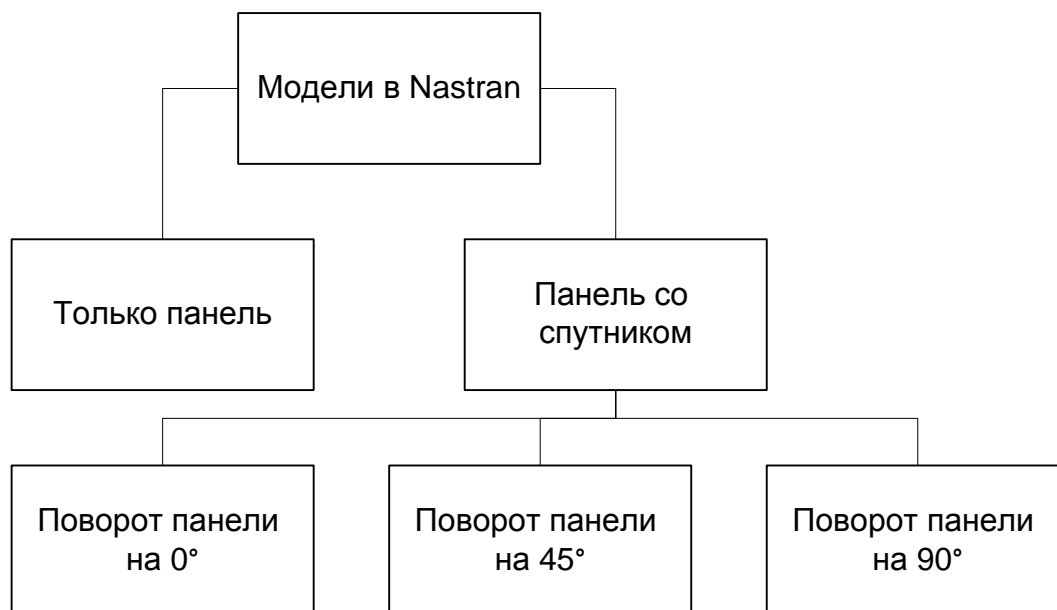 Модели в Nastran
Только панель
Панель со
спутником
Поворот панели
на 0°
Поворот панели
на 45°
Поворот панели
на 90°